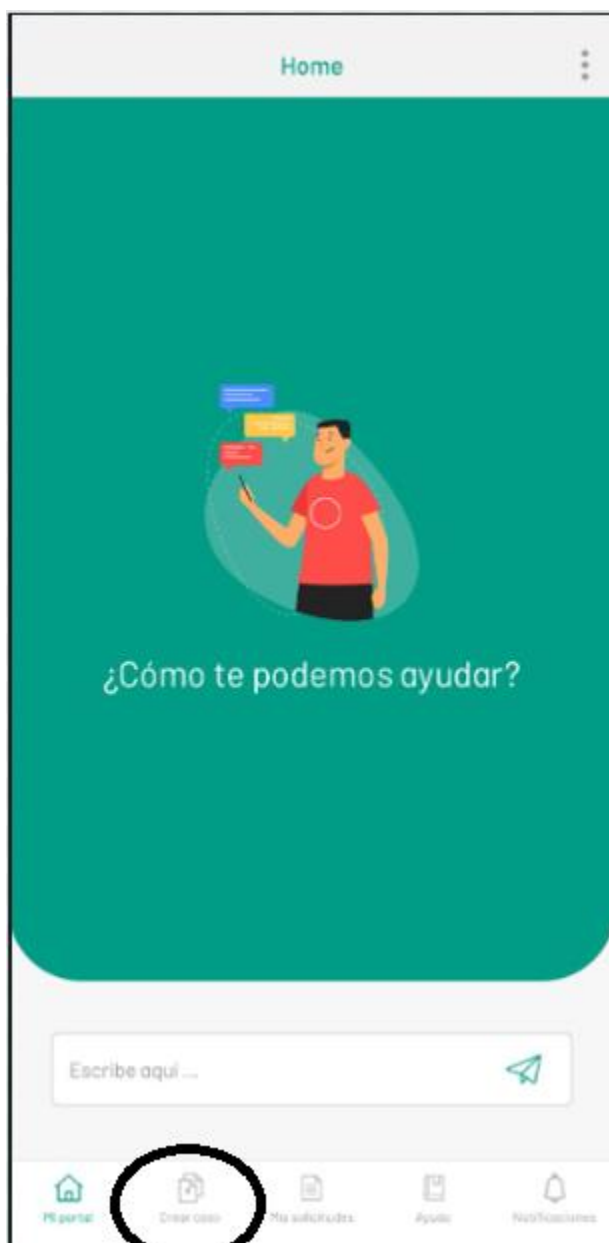 Home
¿Cómo te podemos ayudar?
Escribe aquí ...
Mi portal
Crear caso
Mis solicitudes
Ayuda
Notificaciones